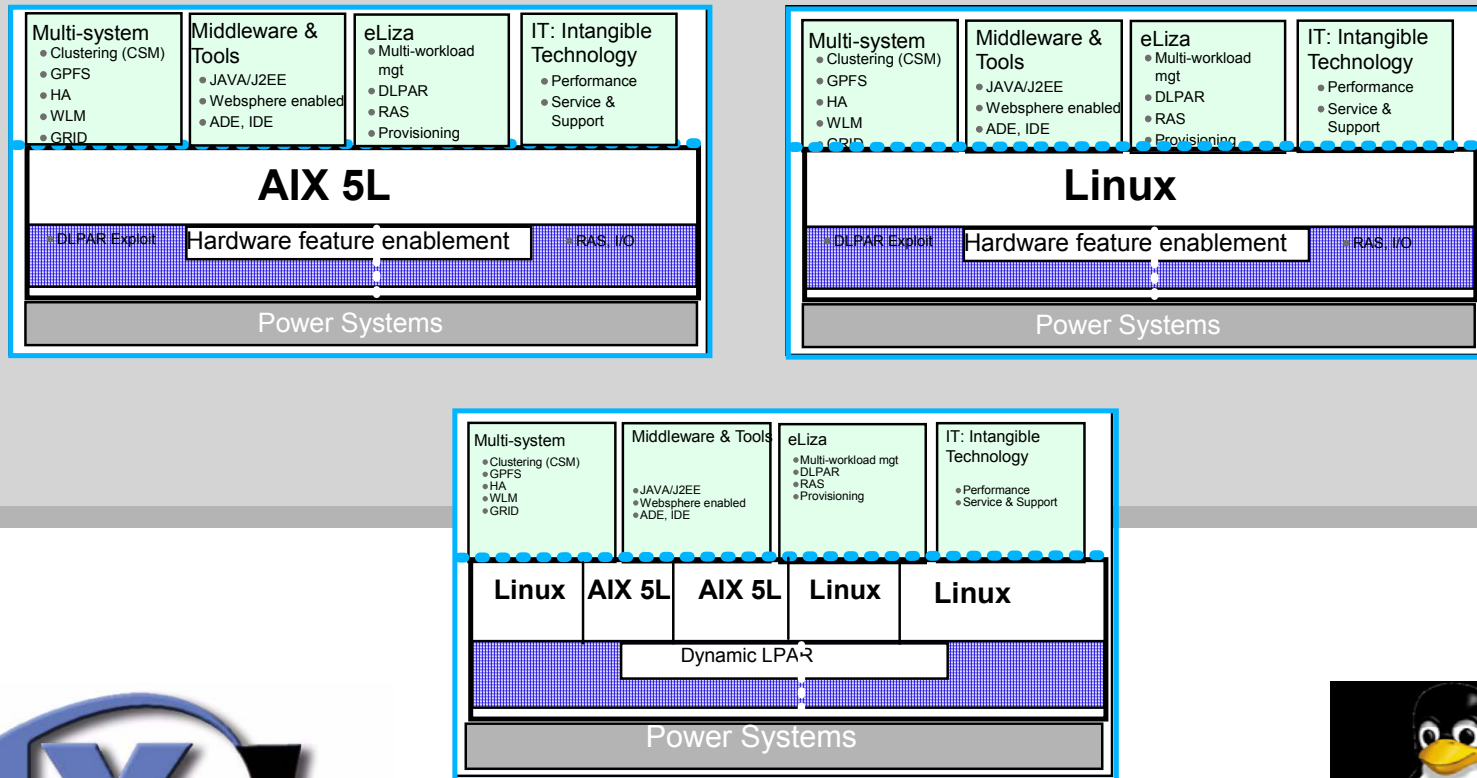 Multi-system
Clustering (CSM)
GPFS
HA
WLM
GRID
Middleware &
Tools
JAVA/J2EE
Websphere enabled
ADE, IDE
eLiza
Multi-workload
mgt
DLPAR
RAS
Provisioning
IT: Intangible
Technology
Performance
Service &
Support
AIX 5L
DLPAR Exploit
Hardware feature enablement
RAS, I/O
Power Systems
Multi-system
Clustering (CSM)
GPFS
HA
WLM
GRID
Middleware &
Tools
JAVA/J2EE
Websphere enabled
ADE, IDE
eLiza
Multi-workload
mgt
DLPAR
RAS
Provisioning
IT: Intangible
Technology
Performance
Service &
Support
Linux
DLPAR Exploit
Hardware feature enablement
RAS, I/O
Power Systems
Multi-system
Clustering (CSM)
GPFS
HA
WLM
GRID
Middleware & Tools
JAVA/J2EE
Websphere enabled
ADE, IDE
eLiza
Multi-workload mgt
DLPAR
RAS
Provisioning
IT: Intangible
Technology
Performance
Service & Support
Linux AIX 5L AIX 5L Linux Linux
Dynamic LPAR
Power Systems